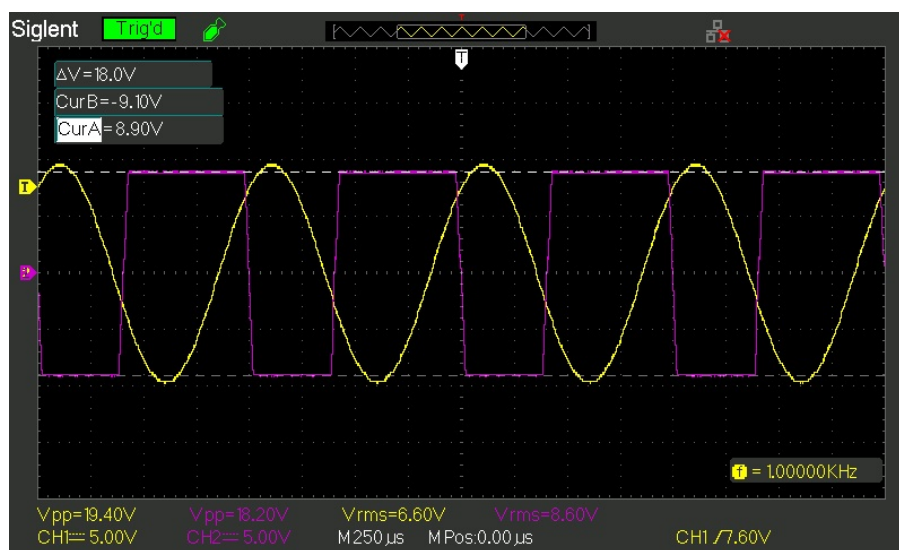 Siglent Trig'd
T
ΔV=18.0V
CurB=-9.10V
CurA=8.90V
T
f = 1.00000KHz
Vpp=19.40V Vpp=18.20V Vrms=6.60V Vrms=8.60V
CH1 5.00V CH2 5.00V M 250µs M Pos:0.00µs CH1 /7.60V